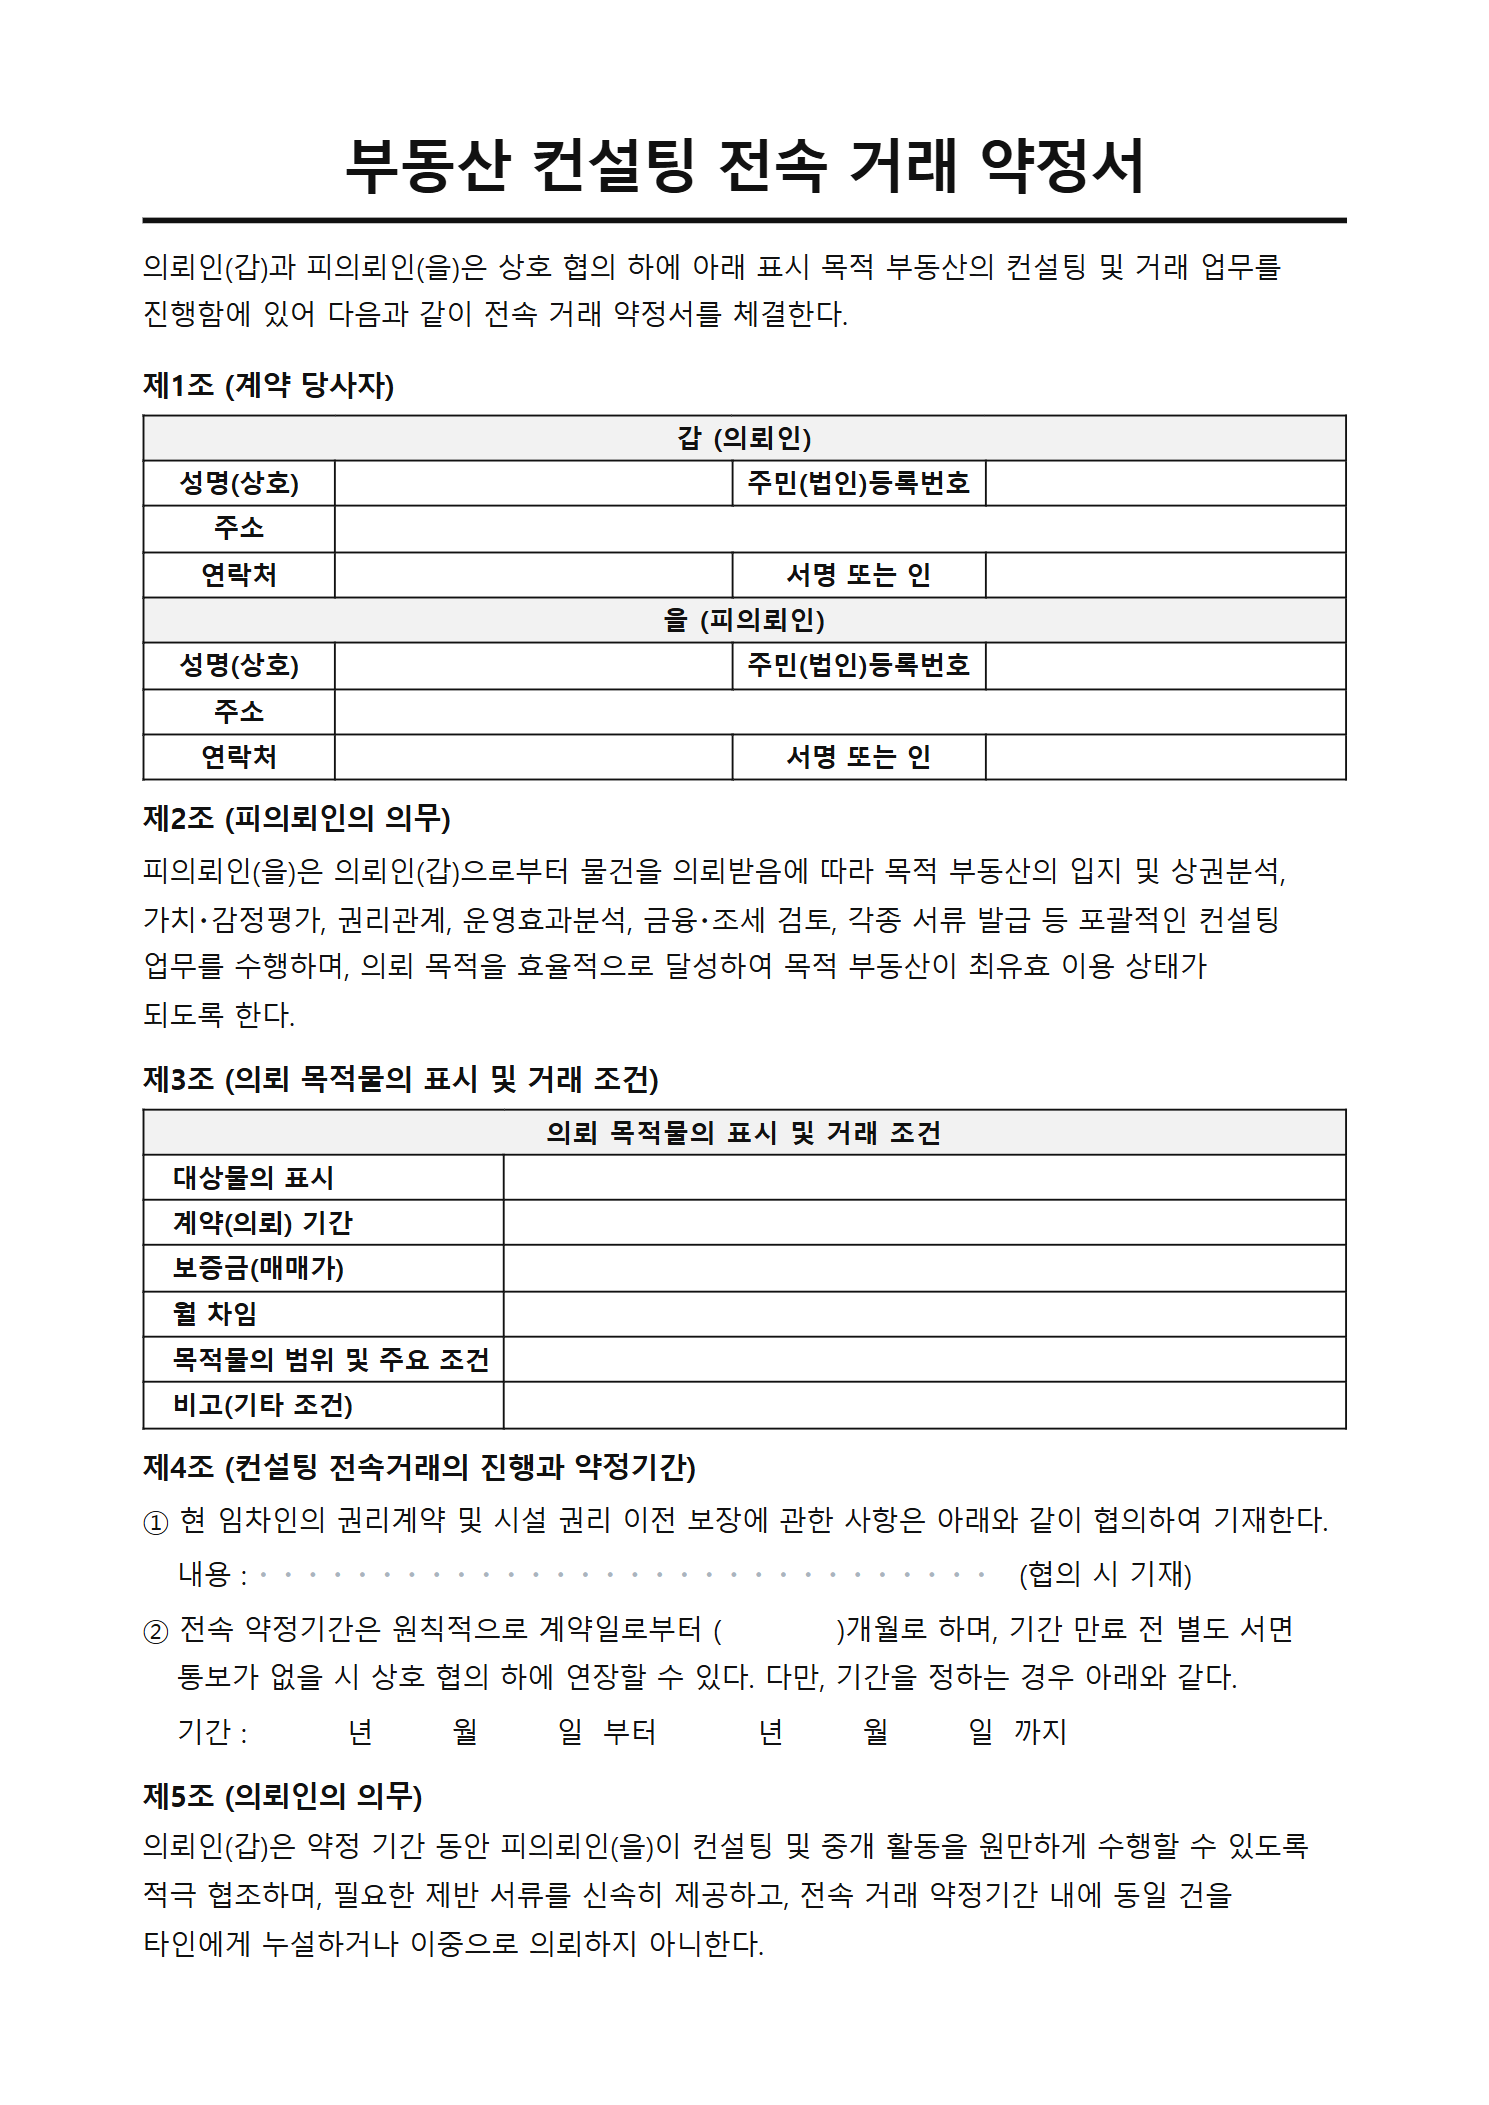 부동산 컨설팅 전속 거래 약정서
의뢰인(갑)과 피의뢰인(을)은 상호 협의 하에 아래 표시 목적 부동산의 컨설팅 및 거래 업무를
진행함에 있어 다음과 같이 전속 거래 약정서를 체결한다.
제1조 (계약 당사자)
갑 (의뢰인)
성명(상호) 주민(법인)등록번호
주소
연락처 서명 또는 인
을 (피의뢰인)
성명(상호) 주민(법인)등록번호
주소
연락처 서명 또는 인
제2조 (피의뢰인의 의무)
피의뢰인(을)은 의뢰인(갑)으로부터 물건을 의뢰받음에 따라 목적 부동산의 입지 및 상권분석,
가치·감정평가, 권리관계, 운영효과분석, 금융·조세 검토, 각종 서류 발급 등 포괄적인 컨설팅
업무를 수행하며, 의뢰 목적을 효율적으로 달성하여 목적 부동산이 최유효 이용 상태가
되도록 한다.
제3조 (의뢰 목적물의 표시 및 거래 조건)
의뢰 목적물의 표시 및 거래 조건
대상물의 표시
계약(의뢰) 기간
보증금(매매가)
월 차임
목적물의 범위 및 주요 조건
비고(기타 조건)
제4조 (컨설팅 전속거래의 진행과 약정기간)
① 현 임차인의 권리계약 및 시설 권리 이전 보장에 관한 사항은 아래와 같이 협의하여 기재한다.
내용 : · · · · · · · · · · · · · · · · · · · · · · · · · · · · · · (협의 시 기재)
② 전속 약정기간은 원칙적으로 계약일로부터 (     )개월로 하며, 기간 만료 전 별도 서면
통보가 없을 시 상호 협의 하에 연장할 수 있다. 다만, 기간을 정하는 경우 아래와 같다.
기간 :     년     월     일 부터     년     월     일 까지
제5조 (의뢰인의 의무)
의뢰인(갑)은 약정 기간 동안 피의뢰인(을)이 컨설팅 및 중개 활동을 원만하게 수행할 수 있도록
적극 협조하며, 필요한 제반 서류를 신속히 제공하고, 전속 거래 약정기간 내에 동일 건을
타인에게 누설하거나 이중으로 의뢰하지 아니한다.